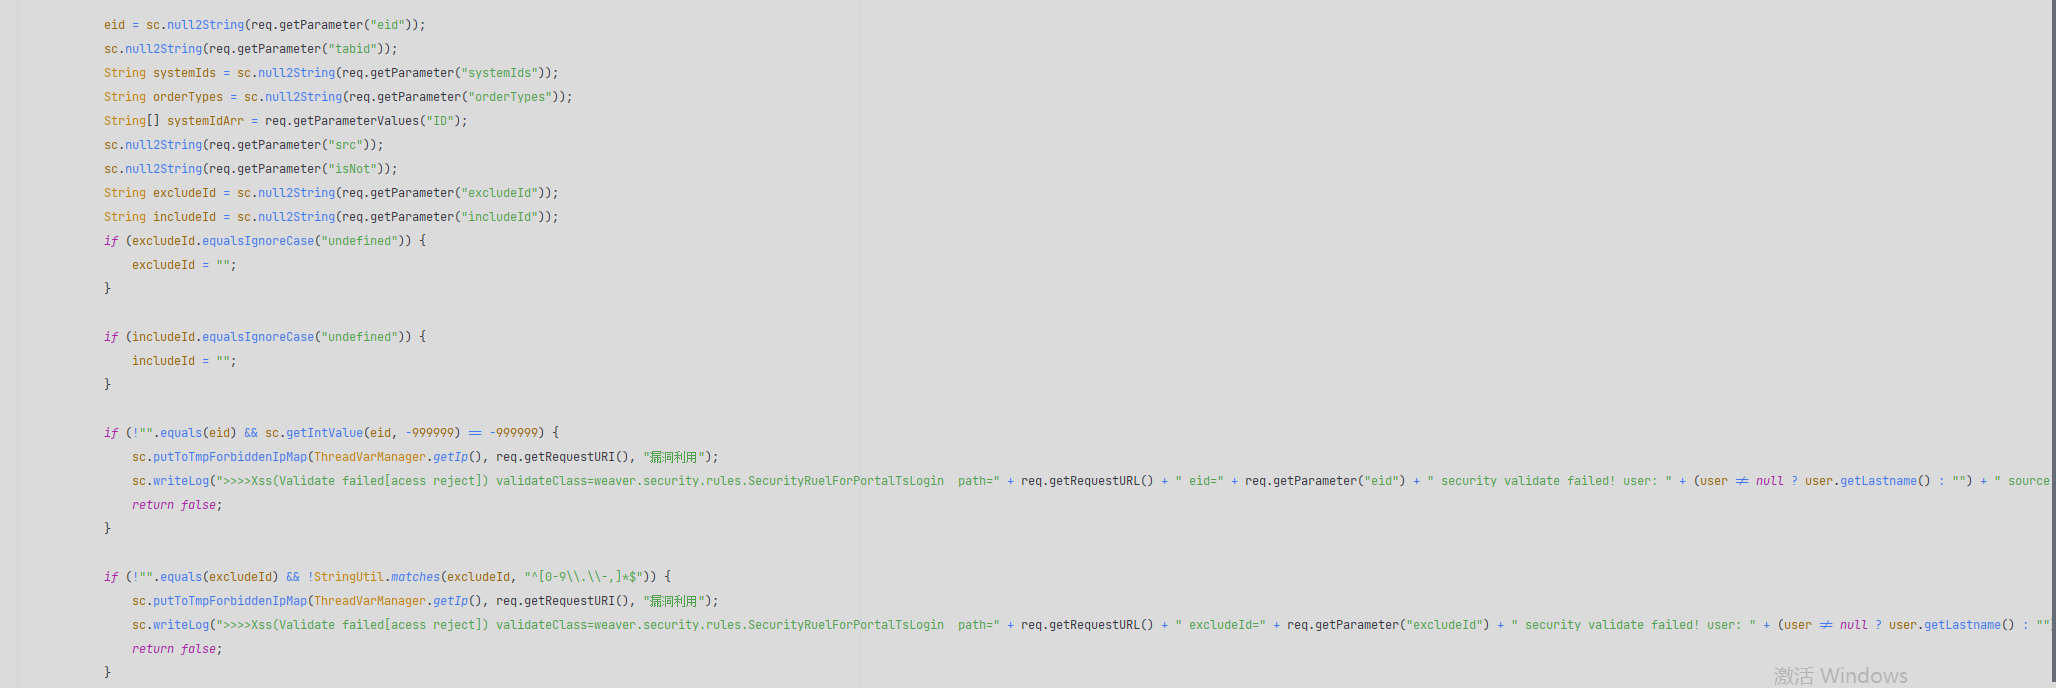 eid = sc.null2String(req.getParameter("eid"));
sc.null2String(req.getParameter("tabid"));
String systemIds = sc.null2String(req.getParameter("systemIds"));
String orderTypes = sc.null2String(req.getParameter("orderTypes"));
String[] systemIdArr = req.getParameterValues("ID");
sc.null2String(req.getParameter("src"));
sc.null2String(req.getParameter("isNot"));
String excludeId = sc.null2String(req.getParameter("excludeId"));
String includeId = sc.null2String(req.getParameter("includeId"));
if (excludeId.equalsIgnoreCase("undefined")) {
excludeId = "";
}
if (includeId.equalsIgnoreCase("undefined")) {
includeId = "";
}
if (!"".equals(eid) && sc.getIntValue(eid, -999999) == -999999) {
sc.putToTmpForbiddenIpMap(ThreadVarManager.getIp(), req.getRequestURI(), "漏洞利用");
sc.writeLog(">>>>Xss(Validate failed[acess reject]) validateClass=weaver.security.rules.SecurityRuelForPortalTsLogin  path=" + req.getRequestURL() + " eid=" + req.getParameter("eid") + " security validate failed! user: " + (user != null ? user.getLastname() : "") + " source
return false;
}
if (!"".equals(excludeId) && !StringUtil.matches(excludeId, "^[0-9\\.\\-,]*$")) {
sc.putToTmpForbiddenIpMap(ThreadVarManager.getIp(), req.getRequestURI(), "漏洞利用");
sc.writeLog(">>>>Xss(Validate failed[acess reject]) validateClass=weaver.security.rules.SecurityRuelForPortalTsLogin  path=" + req.getRequestURL() + " excludeId=" + req.getParameter("excludeId") + " security validate failed! user: " + (user != null ? user.getLastname() : "")
return false;
}
激活 Windows